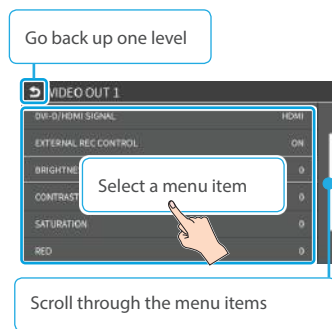 Go back up one level
VIDEO OUT 1
DVI-D/HDMI SIGNAL HDMI
EXTERNAL REC CONTROL ON
BRIGHTNE 0
Select a menu item
CONTRAST 0
SATURATION 0
RED 0
Scroll through the menu items